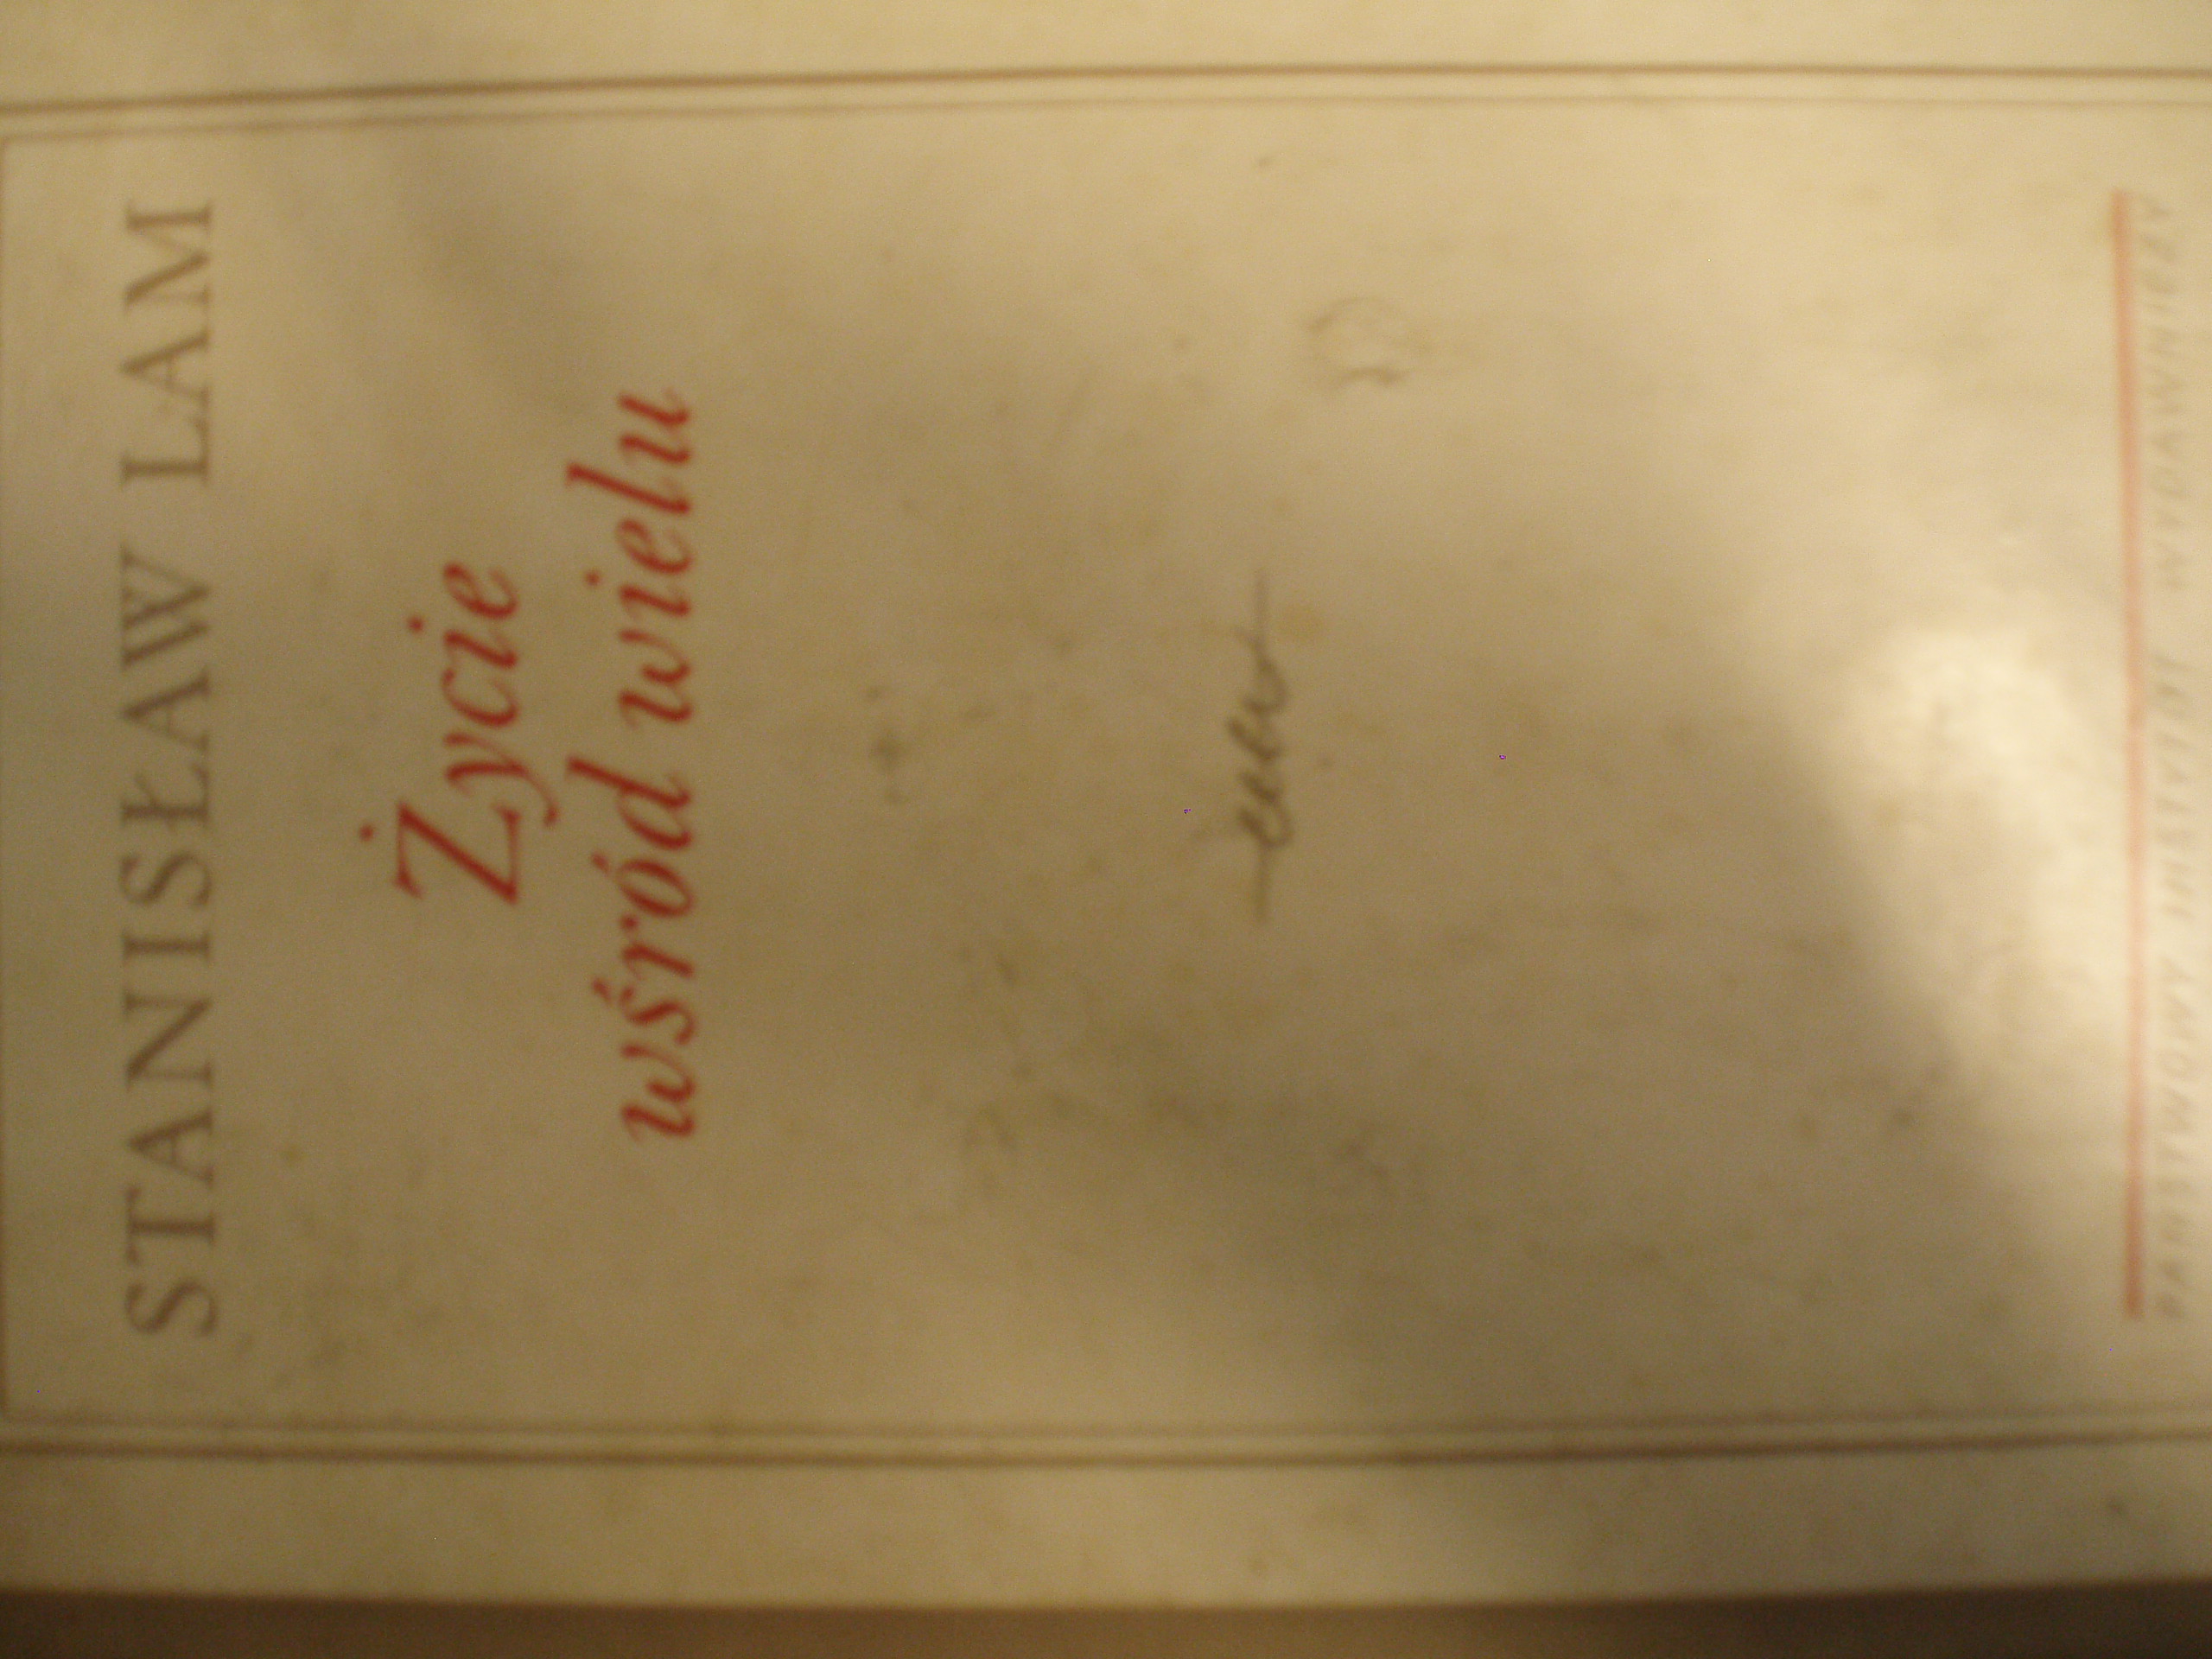 STANISŁAW LAM
Życie
wśród wielu